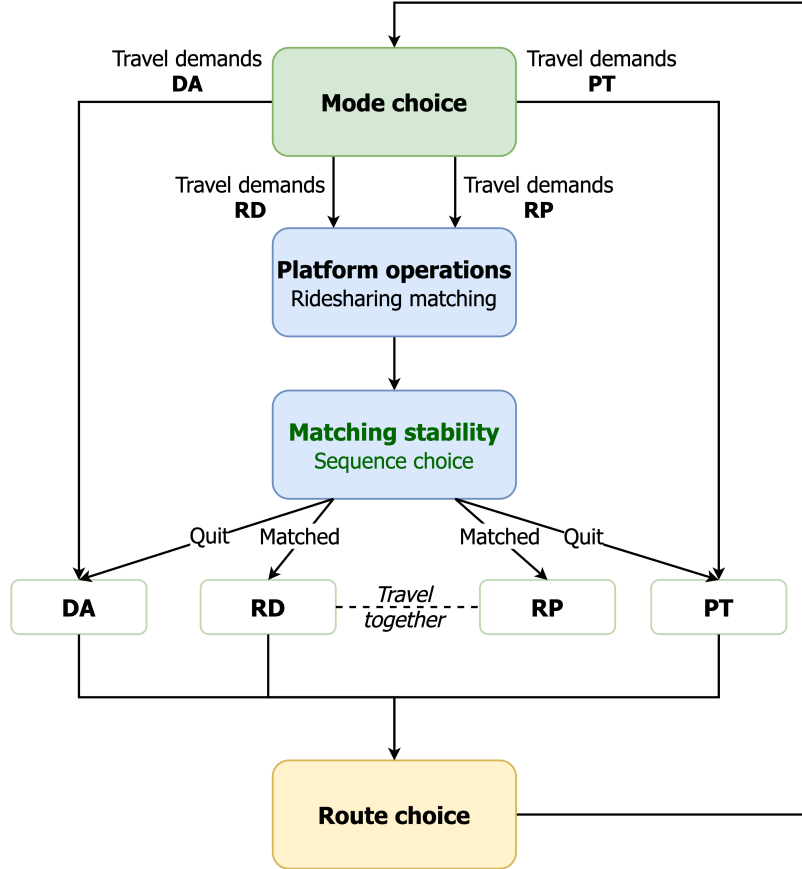 Travel demands
DA
Travel demands
PT
Mode choice
Travel demands
RD
Travel demands
RP
Platform operations
Ridesharing matching
Matching stability
Sequence choice
Quit
Matched
Matched
Quit
DA
RD
Travel
together
RP
PT
Route choice